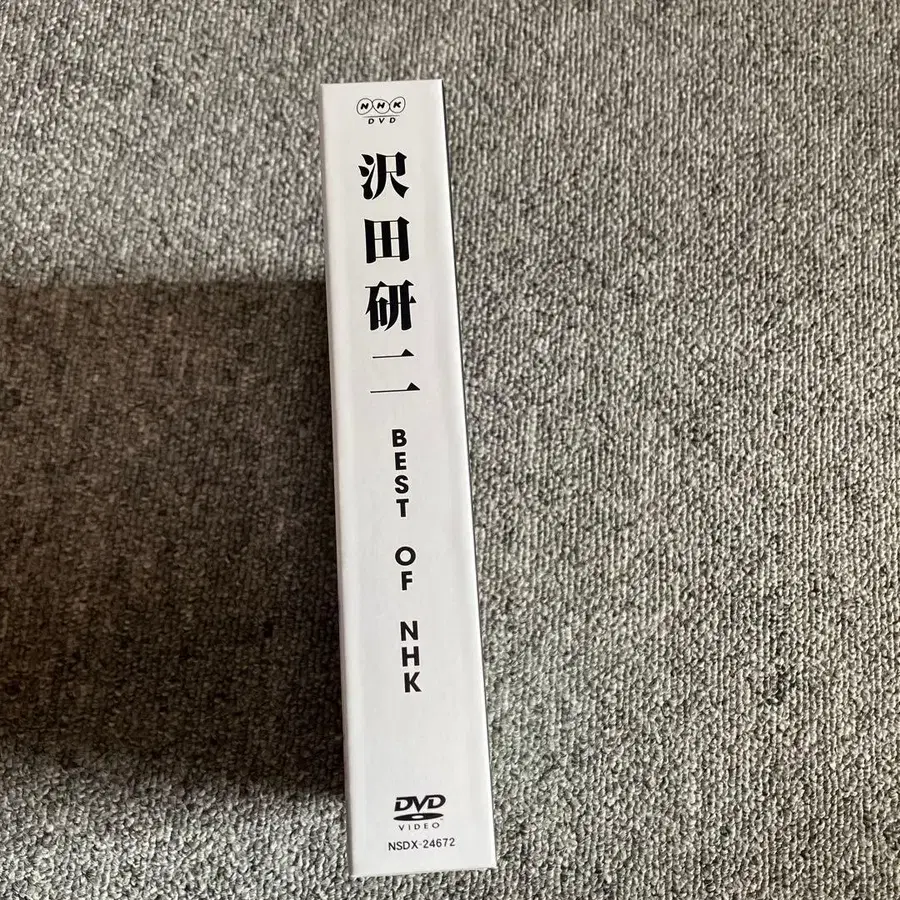 NHK
DVD
沢田研二
BEST OF NHK
DVD
VIDEO
NSDX-24672